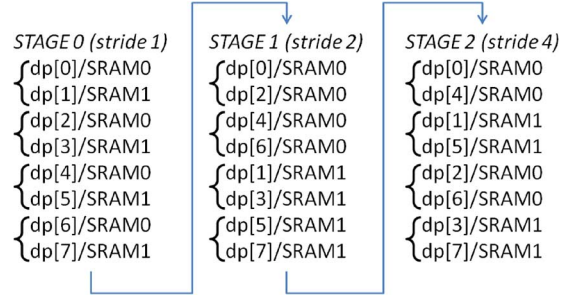 STAGE 0 (stride 1)
dp[0]/SRAM0
dp[1]/SRAM1
dp[2]/SRAM0
dp[3]/SRAM1
dp[4]/SRAM0
dp[5]/SRAM1
dp[6]/SRAM0
dp[7]/SRAM1
STAGE 1 (stride 2)
dp[0]/SRAM0
dp[2]/SRAM0
dp[4]/SRAM0
dp[6]/SRAM0
dp[1]/SRAM1
dp[3]/SRAM1
dp[5]/SRAM1
dp[7]/SRAM1
STAGE 2 (stride 4)
dp[0]/SRAM0
dp[4]/SRAM0
dp[1]/SRAM1
dp[5]/SRAM1
dp[2]/SRAM0
dp[6]/SRAM0
dp[3]/SRAM1
dp[7]/SRAM1